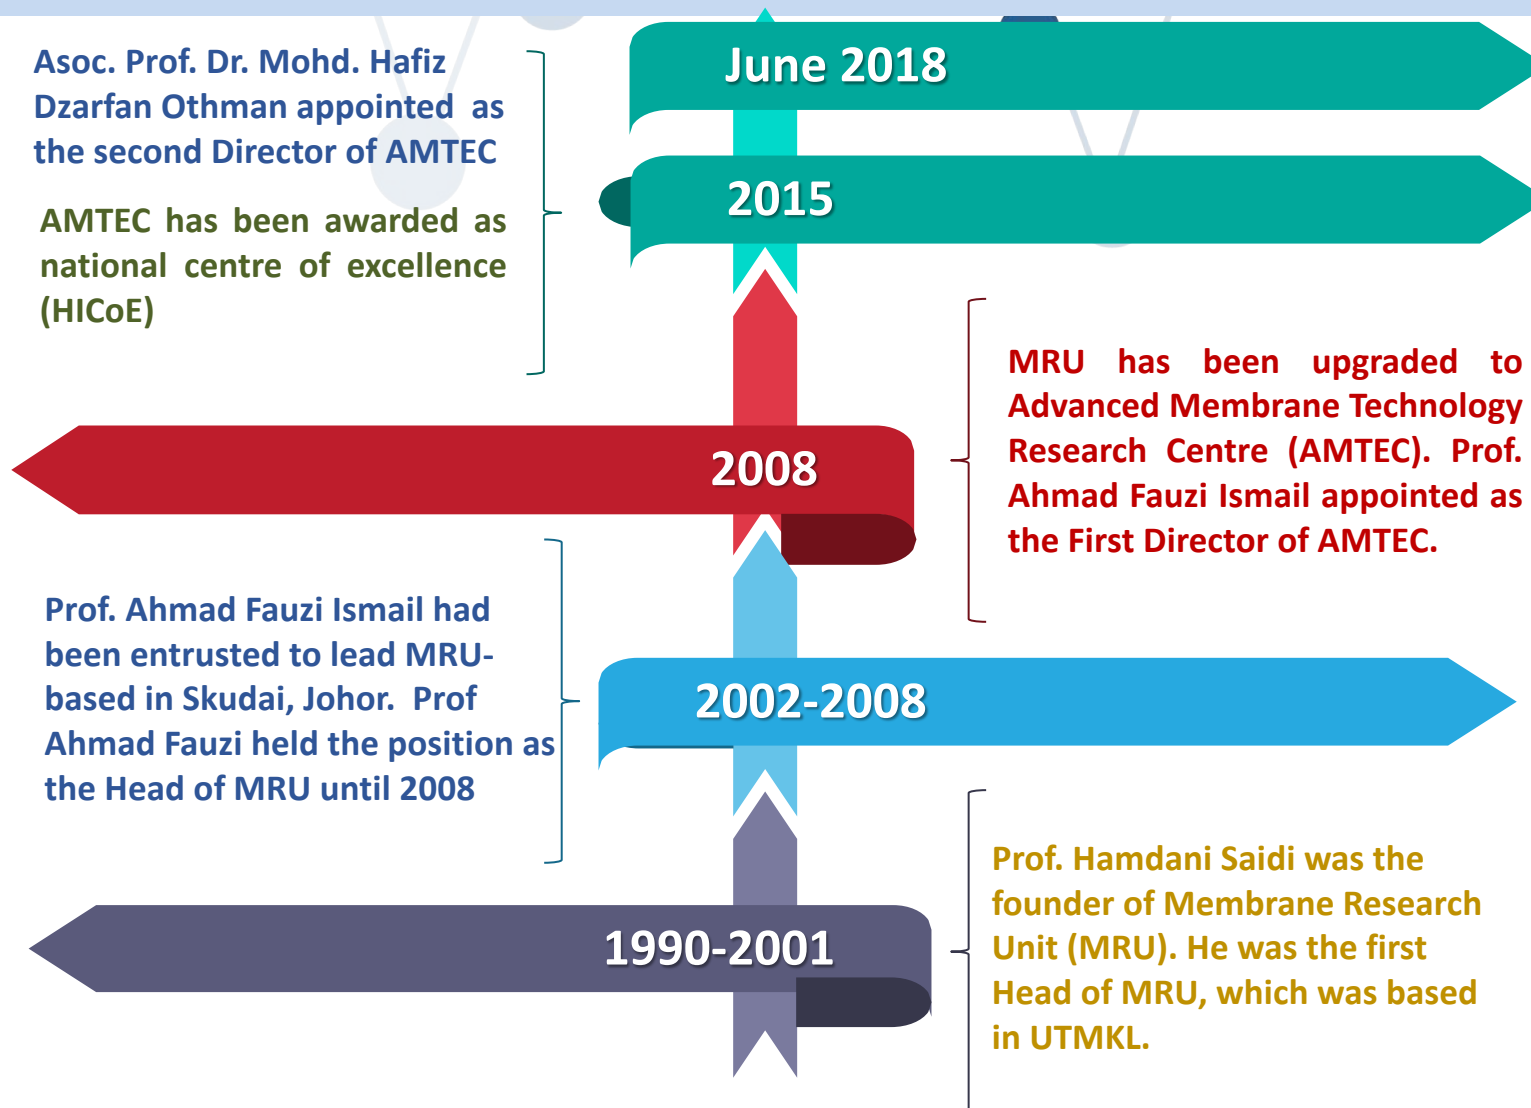 Asoc. Prof. Dr. Mohd. Hafiz
Dzarfan Othman appointed as
the second Director of AMTEC
June 2018
AMTEC has been awarded as
national centre of excellence
(HICoE)
2015
MRU has been upgraded to
Advanced Membrane Technology
Research Centre (AMTEC). Prof.
Ahmad Fauzi Ismail appointed as
the First Director of AMTEC.
2008
Prof. Ahmad Fauzi Ismail had
been entrusted to lead MRU-
based in Skudai, Johor. Prof
Ahmad Fauzi held the position as
the Head of MRU until 2008
2002-2008
Prof. Hamdani Saidi was the
founder of Membrane Research
Unit (MRU). He was the first
Head of MRU, which was based
in UTMKL.
1990-2001